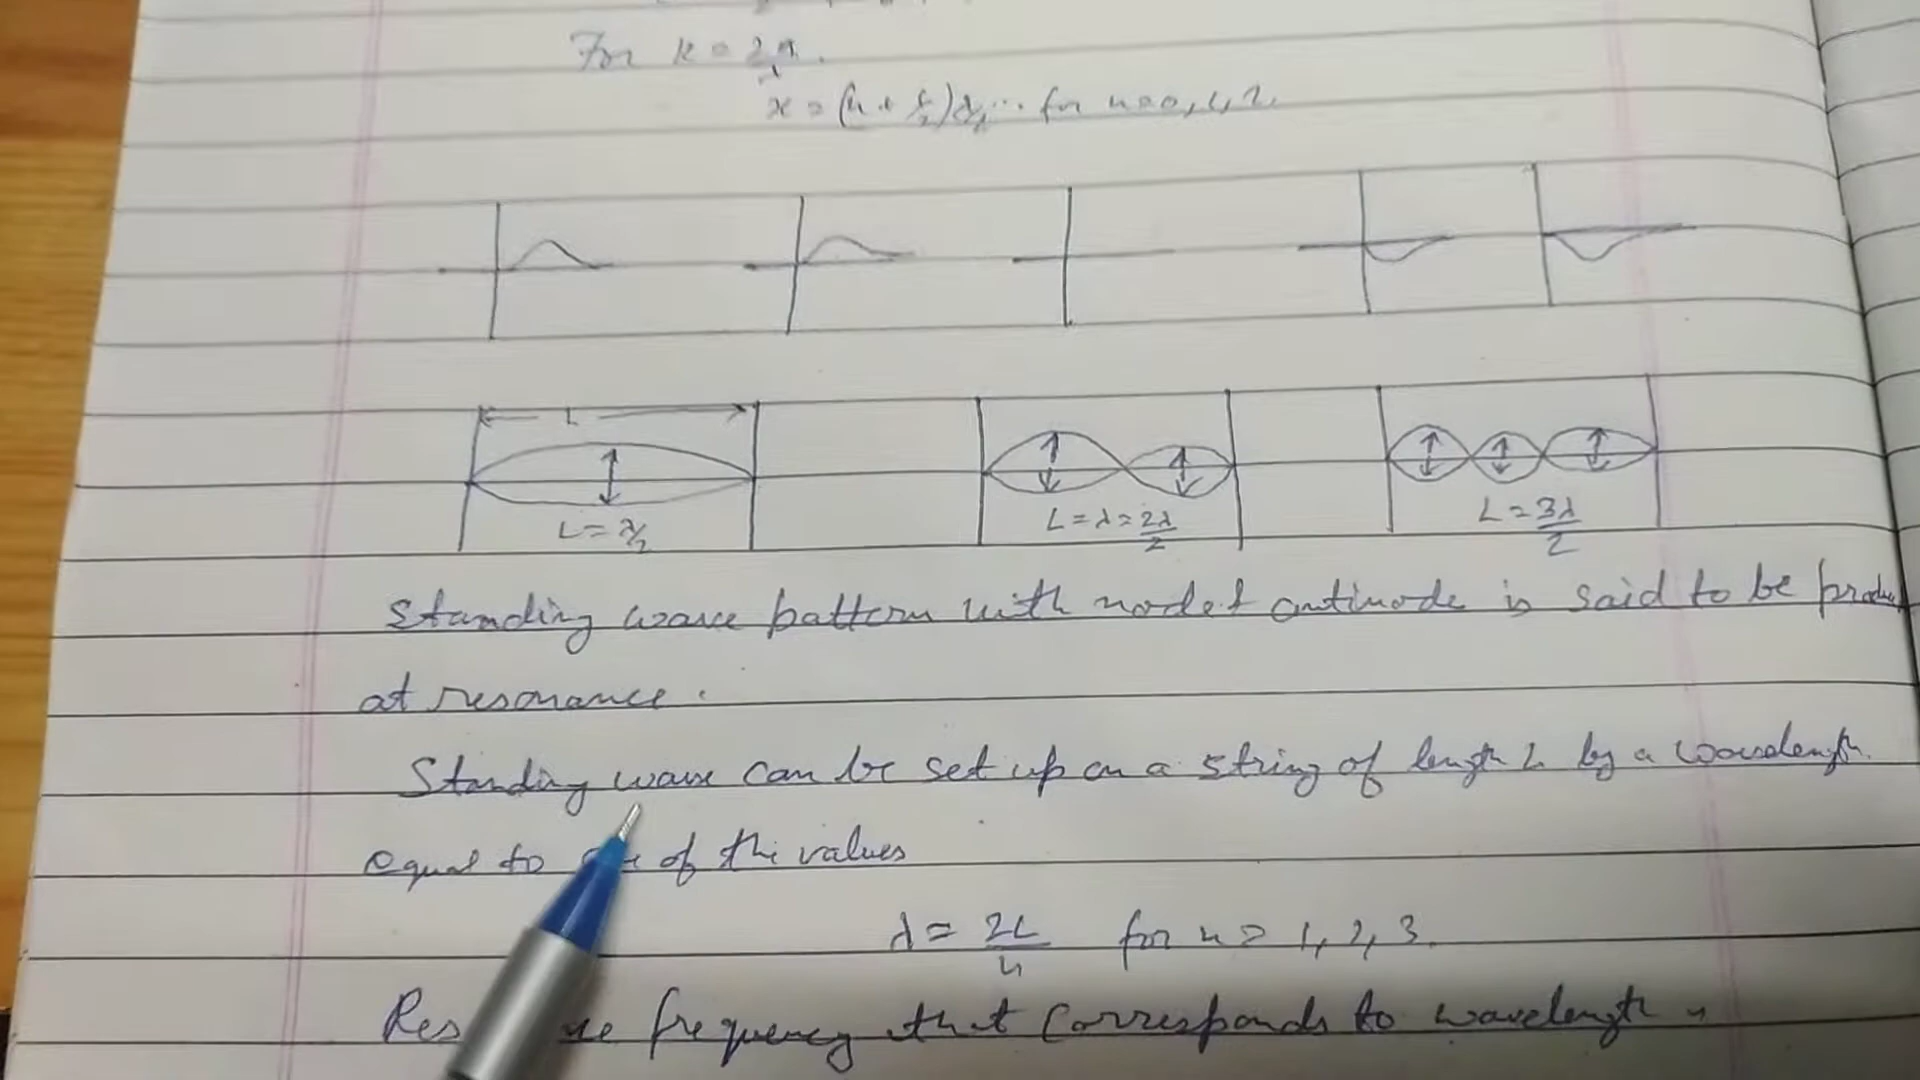 For k = 2π/λ.
x = (n + 1/2)λ/2 ... for n = 0, 1, 2.
L
L = λ/2
L = λ = 2λ/2
L = 3λ/2
Standing wave pattern with node & antinode is said to be
at resonance.
Standing wave can be set up on a string of length L by a wavelength
equal to of the values
λ = 2L/n for n = 1, 2, 3.
frequency that corresponds to wavelength